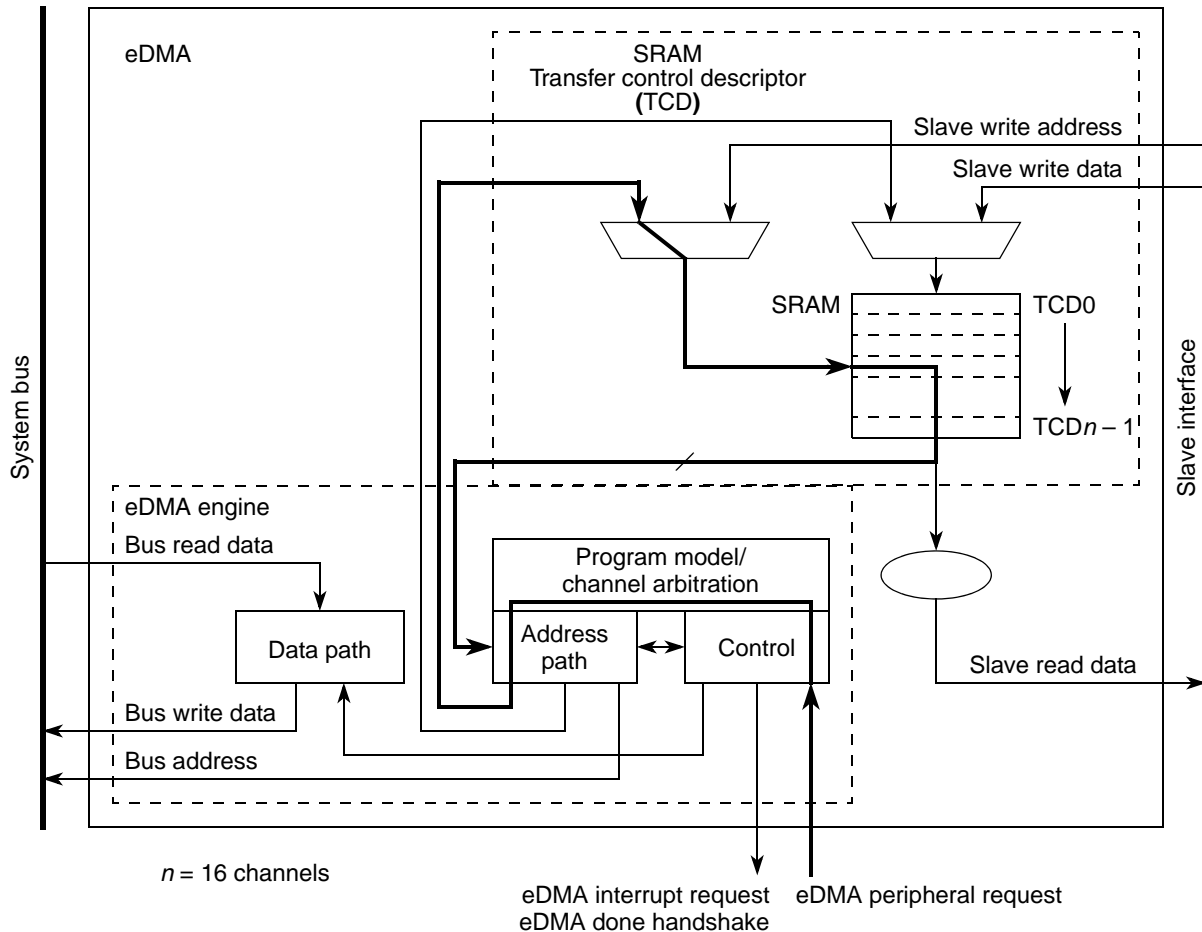 eDMA
SRAM
Transfer control descriptor
(TCD)
Slave write address
Slave write data
SRAM
TCD0
TCDn – 1
System bus
Slave interface
eDMA engine
Bus read data
Program model/
channel arbitration
Data path
Address
path
Control
Slave read data
Bus write data
Bus address
n = 16 channels
eDMA interrupt request
eDMA done handshake
eDMA peripheral request